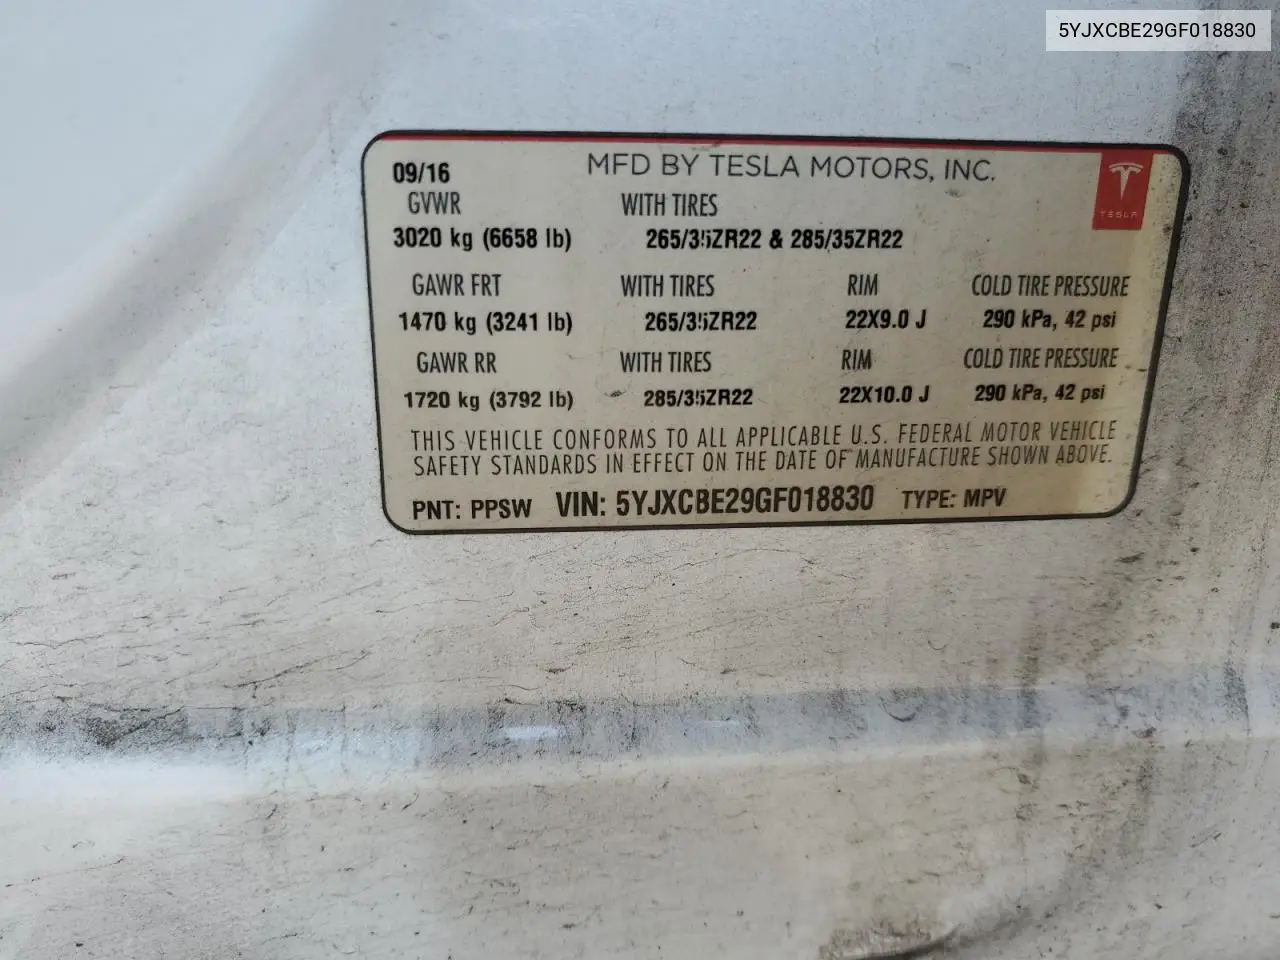 5YJXCBE29GF018830
09/16 MFD BY TESLA MOTORS, INC.
TESLA
GVWR WITH TIRES
3020 kg (6658 lb) 265/35ZR22 & 285/35ZR22
GAWR FRT WITH TIRES RIM COLD TIRE PRESSURE
1470 kg (3241 lb) 265/35ZR22 22X9.0 J 290 kPa, 42 psi
GAWR RR WITH TIRES RIM COLD TIRE PRESSURE
1720 kg (3792 lb) 285/35ZR22 22X10.0 J 290 kPa, 42 psi
THIS VEHICLE CONFORMS TO ALL APPLICABLE U.S. FEDERAL MOTOR VEHICLE
SAFETY STANDARDS IN EFFECT ON THE DATE OF MANUFACTURE SHOWN ABOVE.
PNT: PPSW VIN: 5YJXCBE29GF018830 TYPE: MPV